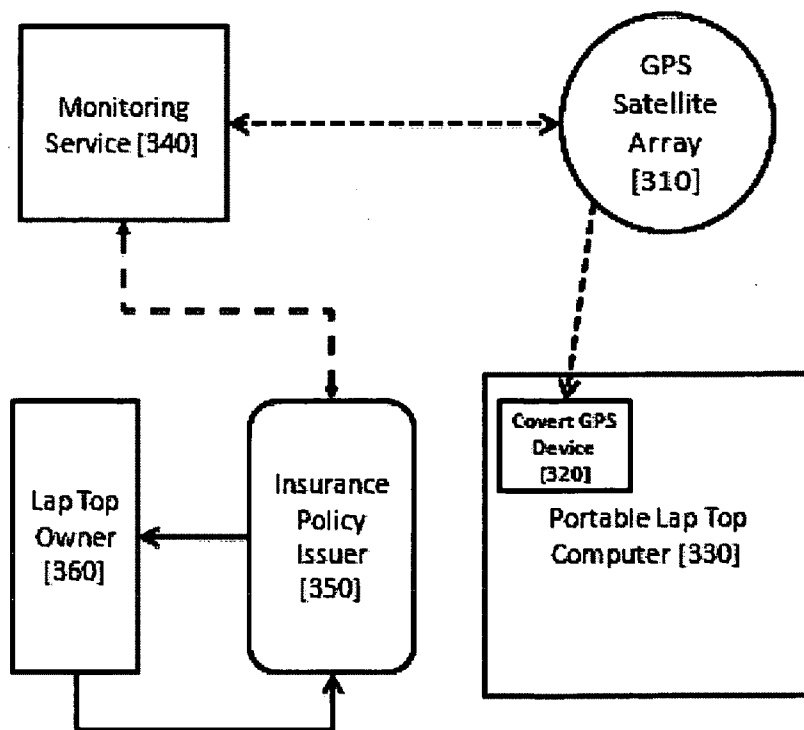 Monitoring
Service [340]
GPS
Satellite
Array
[310]
Lap Top
Owner
[360]
Insurance
Policy
Issuer
[350]
Covert GPS
Device
[320]
Portable Lap Top
Computer [330]